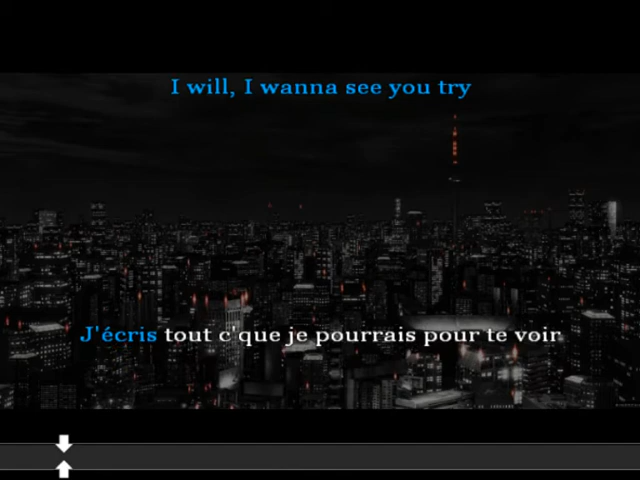 I will, I wanna see you try
J'écris tout c'que je pourrais pour te voir